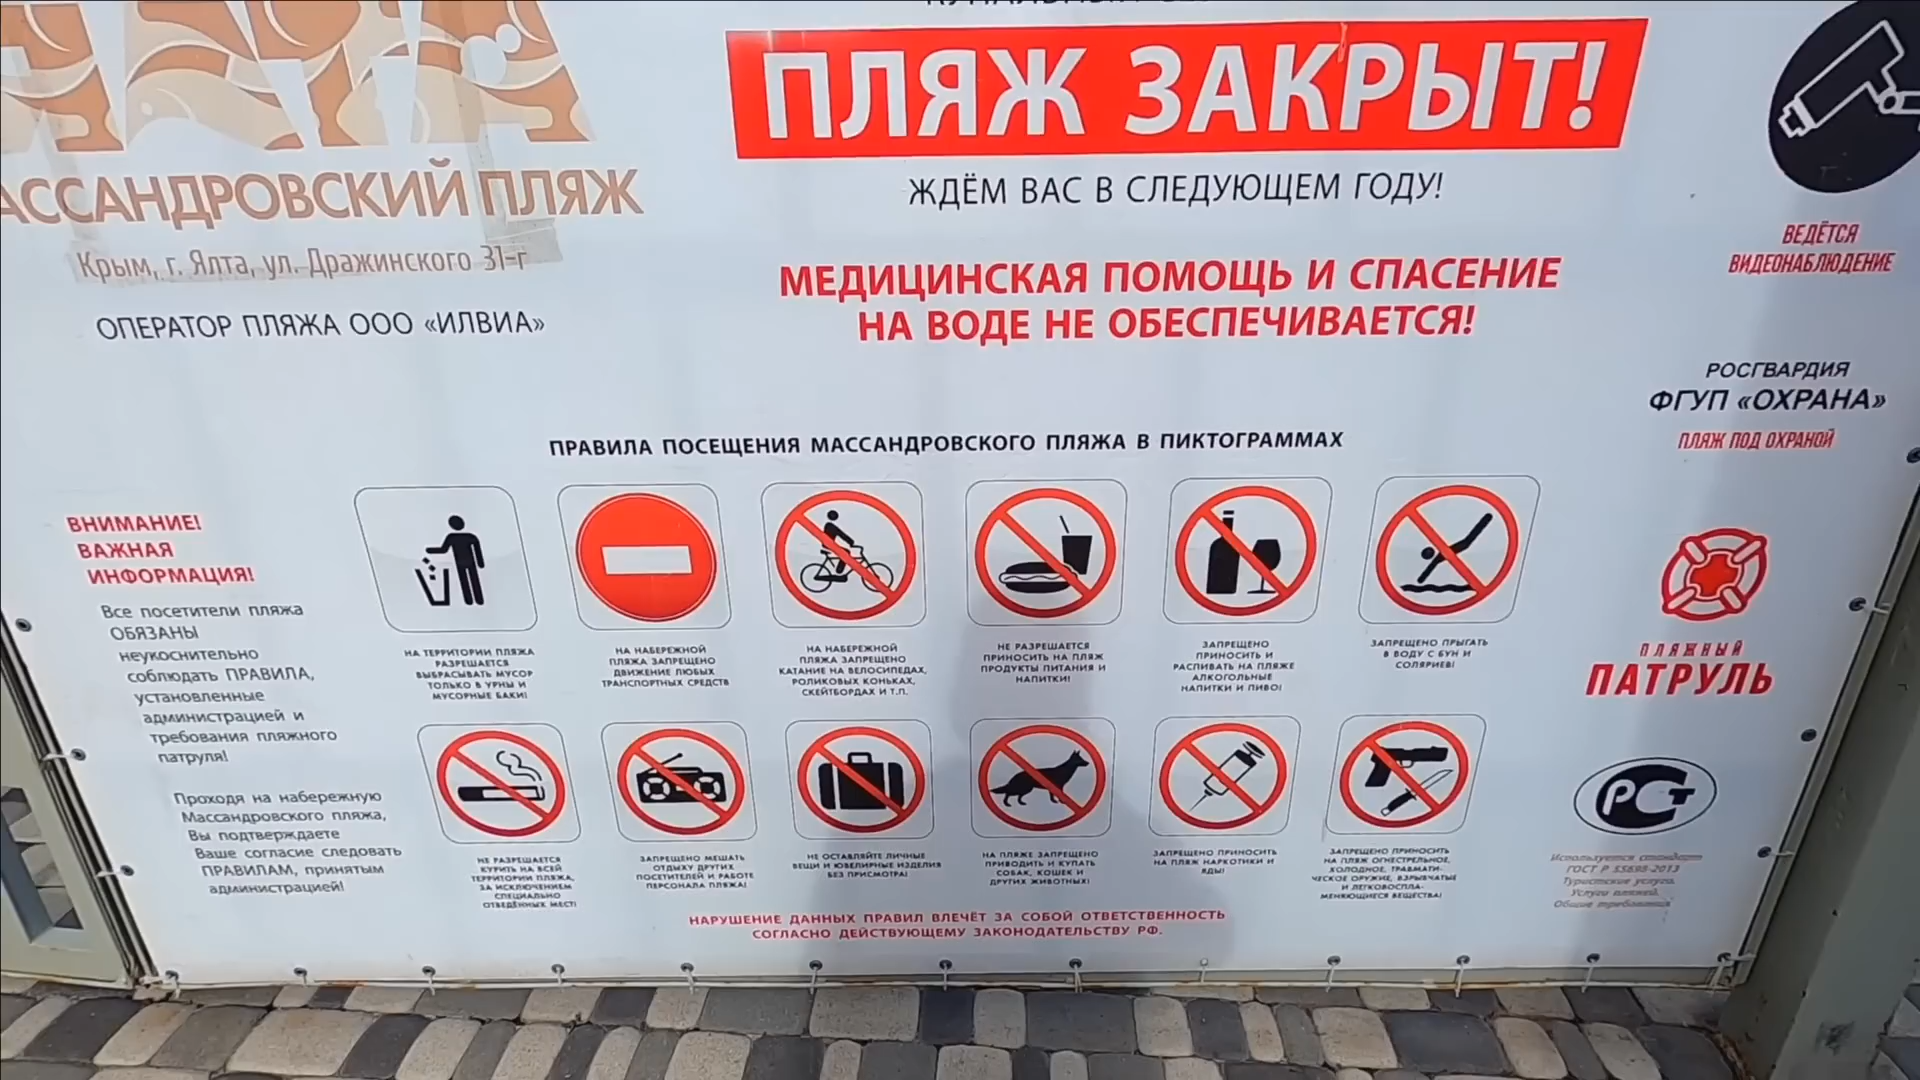 МАССАНДРОВСКИЙ ПЛЯЖ
Крым, г. Ялта, ул. Дражинского 31-г
ОПЕРАТОР ПЛЯЖА ООО «ИЛВИА»
ПЛЯЖ ЗАКРЫТ!
ЖДЁМ ВАС В СЛЕДУЮЩЕМ ГОДУ!
МЕДИЦИНСКАЯ ПОМОЩЬ И СПАСЕНИЕ
НА ВОДЕ НЕ ОБЕСПЕЧИВАЕТСЯ!
ВЕДЁТСЯ
ВИДЕОНАБЛЮДЕНИЕ
РОСГВАРДИЯ
ФГУП «ОХРАНА»
ПЛЯЖ ПОД ОХРАНОЙ
ПРАВИЛА ПОСЕЩЕНИЯ МАССАНДРОВСКОГО ПЛЯЖА В ПИКТОГРАММАХ
ВНИМАНИЕ!
ВАЖНАЯ
ИНФОРМАЦИЯ!
Все посетители пляжа
ОБЯЗАНЫ
неукоснительно
соблюдать ПРАВИЛА,
установленные
администрацией и
требования пляжного
патруля!
Проходя на набережную
Массандровского пляжа,
Вы подтверждаете
Ваше согласие следовать
ПРАВИЛАМ, принятым
администрацией!
НА ТЕРРИТОРИИ ПЛЯЖА
РАЗРЕШАЕТСЯ
ВЫБРАСЫВАТЬ МУСОР
ТОЛЬКО В УРНЫ И
МУСОРНЫЕ БАКИ!
НА НАБЕРЕЖНОЙ
ПЛЯЖА ЗАПРЕЩЕНО
ДВИЖЕНИЕ ЛЮБЫХ
ТРАНСПОРТНЫХ СРЕДСТВ
НА НАБЕРЕЖНОЙ
ПЛЯЖА ЗАПРЕЩЕНО
КАТАНИЕ НА ВЕЛОСИПЕДАХ,
РОЛИКОВЫХ КОНЬКАХ,
СКЕЙТБОРДАХ И Т.П.
НЕ РАЗРЕШАЕТСЯ
ПРИНОСИТЬ НА ПЛЯЖ
ПРОДУКТЫ ПИТАНИЯ И
НАПИТКИ!
ЗАПРЕЩЕНО
ПРИНОСИТЬ И
РАСПИВАТЬ НА ПЛЯЖЕ
АЛКОГОЛЬНЫЕ
НАПИТКИ И ПИВО!
ЗАПРЕЩЕНО ПРЫГАТЬ
В ВОДУ С БУН И
СОЛЯРИЕВ!
ПЛЯЖНЫЙ
ПАТРУЛЬ
НЕ РАЗРЕШАЕТСЯ
КУРИТЬ НА ВСЕЙ
ТЕРРИТОРИИ ПЛЯЖА,
ЗА ИСКЛЮЧЕНИЕМ
СПЕЦИАЛЬНО
ОТВЕДЁННЫХ МЕСТ!
ЗАПРЕЩЕНО МЕШАТЬ
ОТДЫХУ ДРУГИХ
ПОСЕТИТЕЛЕЙ И РАБОТЕ
ПЕРСОНАЛА ПЛЯЖА!
НЕ ОСТАВЛЯЙТЕ ЛИЧНЫЕ
ВЕЩИ И ЮВЕЛИРНЫЕ ИЗДЕЛИЯ
БЕЗ ПРИСМОТРА!
НА ПЛЯЖЕ ЗАПРЕЩЕНО
ПРИВОДИТЬ И КУПАТЬ
СОБАК, КОШЕК И
ДРУГИХ ЖИВОТНЫХ!
ЗАПРЕЩЕНО ПРИНОСИТЬ
НА ПЛЯЖ НАРКОТИКИ И
ЯДЫ!
ЗАПРЕЩЕНО ПРИНОСИТЬ
НА ПЛЯЖ ОГНЕСТРЕЛЬНОЕ,
ХОЛОДНОЕ, ТРАВМАТИ-
ЧЕСКОЕ ОРУЖИЕ, ВЗРЫВЧАТЫЕ
И ЛЕГКОВОСПЛА-
МЕНЯЮЩИЕСЯ ВЕЩЕСТВА!
РСТ
Используется стандарт
ГОСТ Р 55698-2013
Туристские услуги.
Услуги пляжей.
Общие требования
НАРУШЕНИЕ ДАННЫХ ПРАВИЛ ВЛЕЧЁТ ЗА СОБОЙ ОТВЕТСТВЕННОСТЬ
СОГЛАСНО ДЕЙСТВУЮЩЕМУ ЗАКОНОДАТЕЛЬСТВУ РФ.